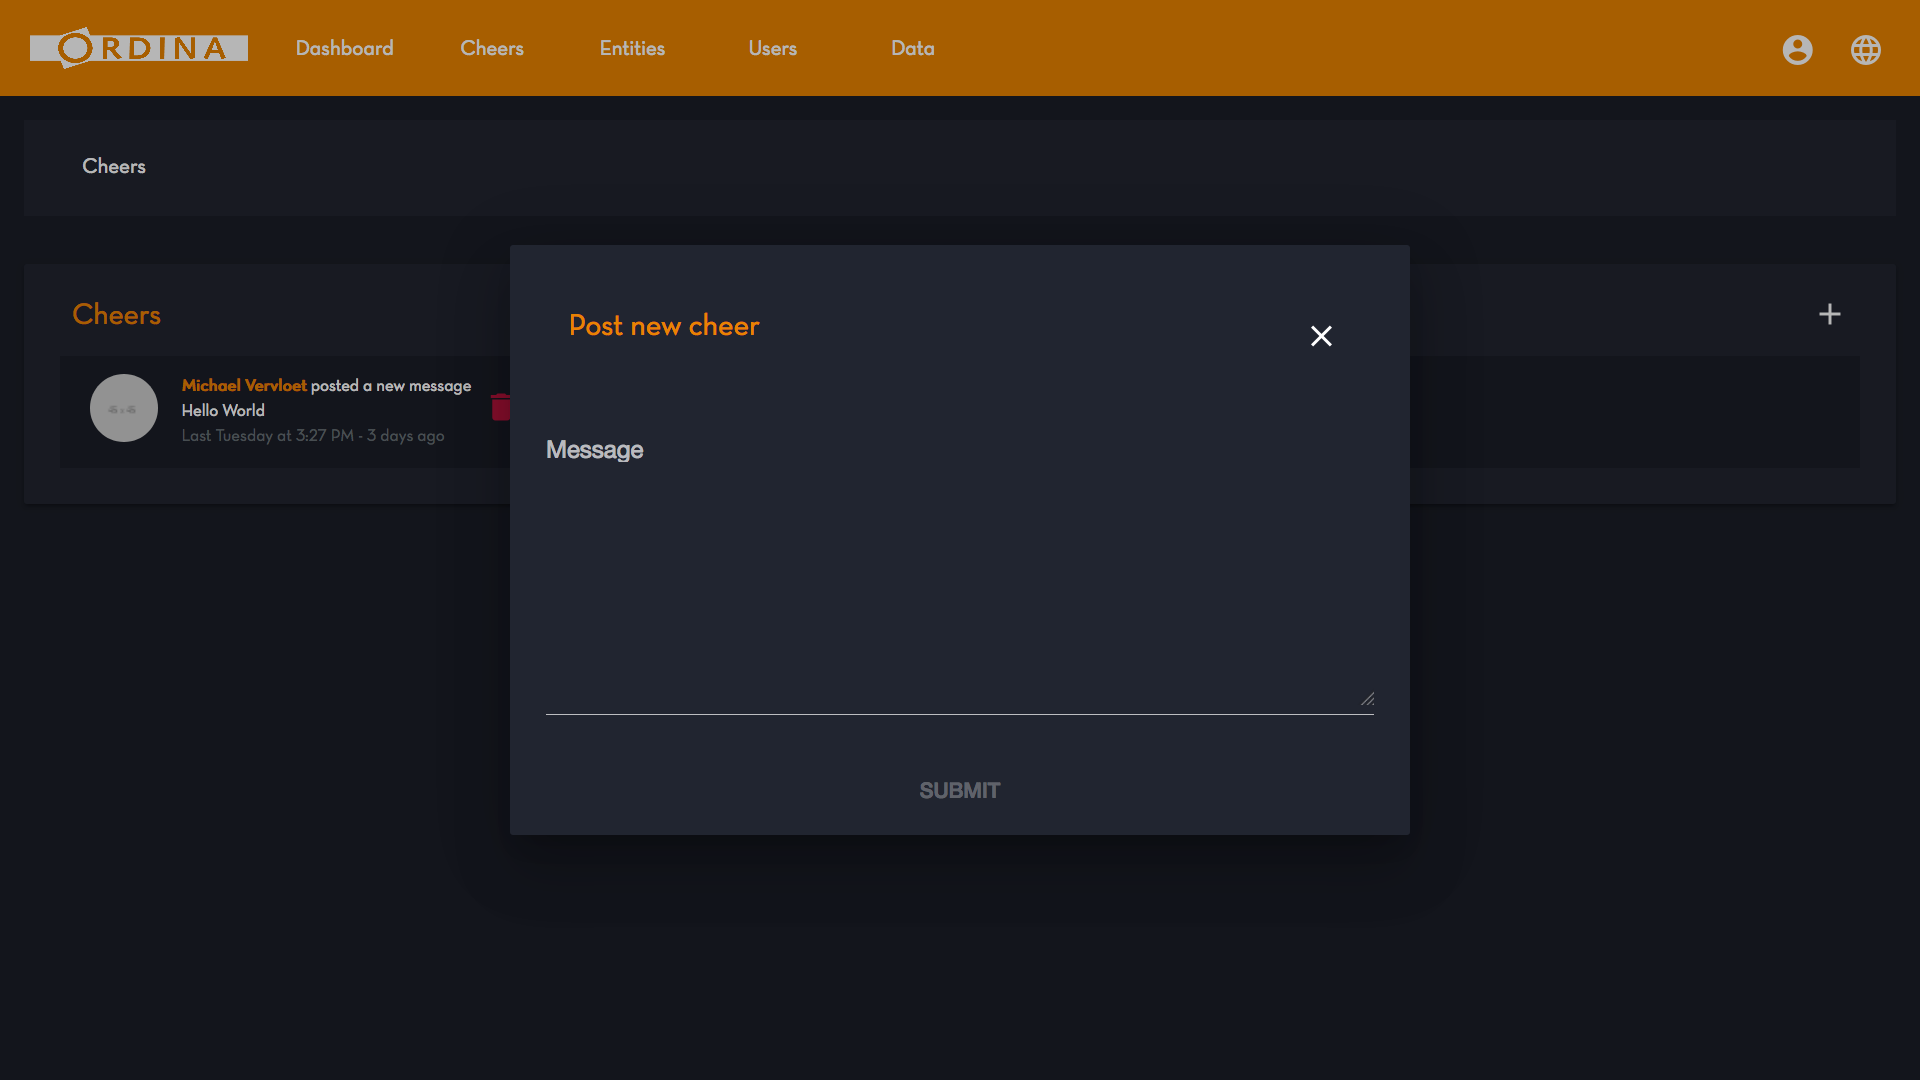 ORDINA
Dashboard
Cheers
Entities
Users
Data
Cheers
Cheers
Michael Vervloet posted a new message
Hello World
Last Tuesday at 3:27 PM - 3 days ago
Post new cheer
Message
SUBMIT